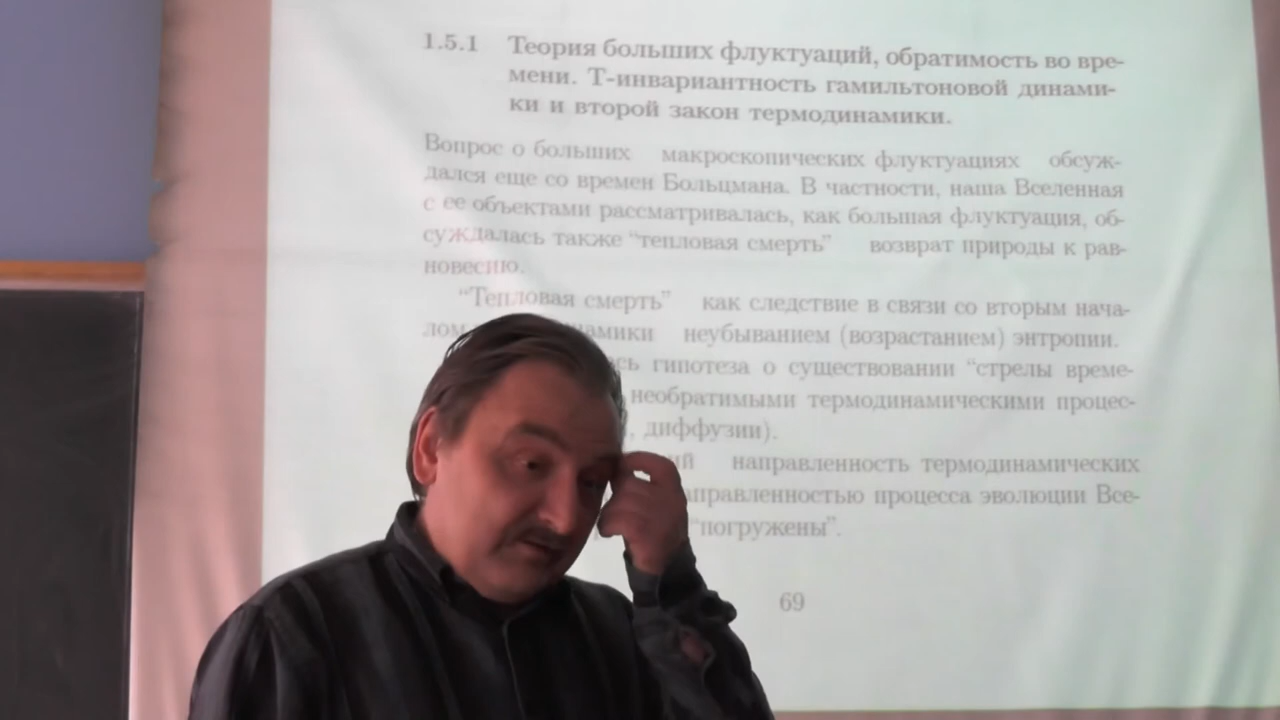 1.5.1 Теория больших флуктуаций, обратимость во вре-
мени. Т-инвариантность гамильтоновой динами-
ки и второй закон термодинамики.
Вопрос о больших макроскопических флуктуациях обсуж-
дался еще со времен Больцмана. В частности, наша Вселенная
с ее объектами рассматривалась, как большая флуктуация, об-
суждалась также “тепловая смерть” возврат природы к рав-
новесию.
“Тепловая смерть” как следствие в связи со вторым нача-
лом неубыванием (возрастанием) энтропии.
гипотеза о существовании “стрелы време-
необратимыми термодинамическими процес-
, диффузии).
направленность термодинамических
аправленностью процесса эволюции Все-
“погружены”.
69